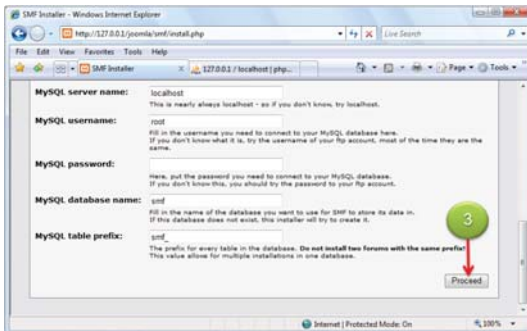 SMF Installer - Windows Internet Explorer
http://127.0.0.1/joomla/smf/install.php
Live Search
File Edit View Favorites Tools Help
SMF Installer
127.0.0.1 / localhost | php...
Page
Tools
MySQL server name: localhost
This is nearly always localhost - so if you don't know, try localhost.
MySQL username: root
Fill in the username you need to connect to your MySQL database here.
If you don't know what it is, try the username of your ftp account, most of the time they are the
same.
MySQL password:
Here, put the password you need to connect to your MySQL database.
If you don't know this, you should try the password to your ftp account.
MySQL database name: smf
Fill in the name of the database you want to use for SMF to store its data in.
If this database does not exist, this installer will try to create it.
MySQL table prefix: smf_
The prefix for every table in the database. Do not install two forums with the same prefix!
This value allows for multiple installations in one database.
3
Proceed
Internet | Protected Mode: On
100%